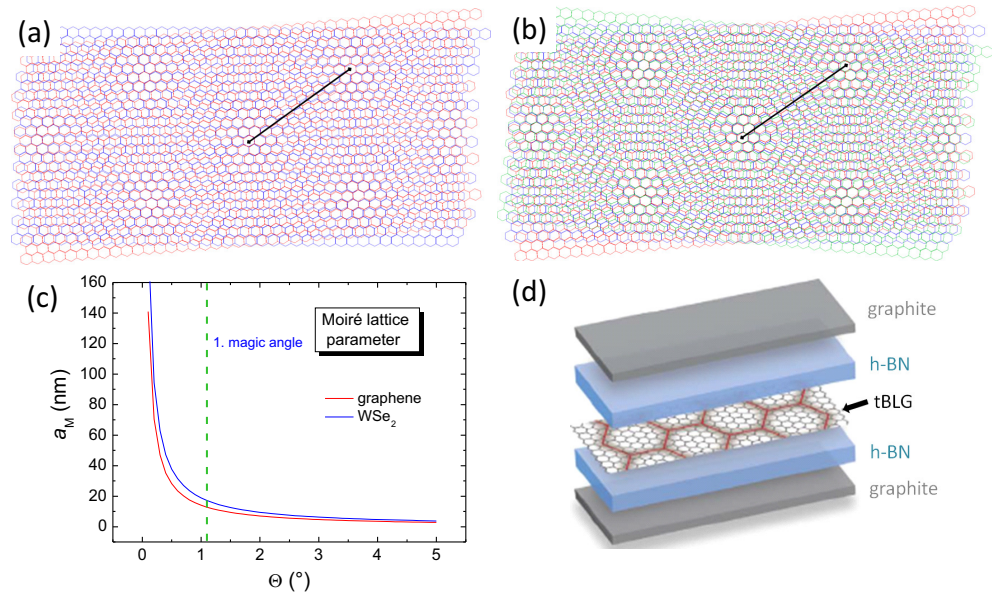 (a)
(b)
(c)
160
140
120
100
80
60
40
20
0
a_M (nm)
0 1 2 3 4 5
Θ (°)
1. magic angle
Moiré lattice
parameter
graphene
WSe₂
(d)
graphite
h-BN
tBLG
h-BN
graphite